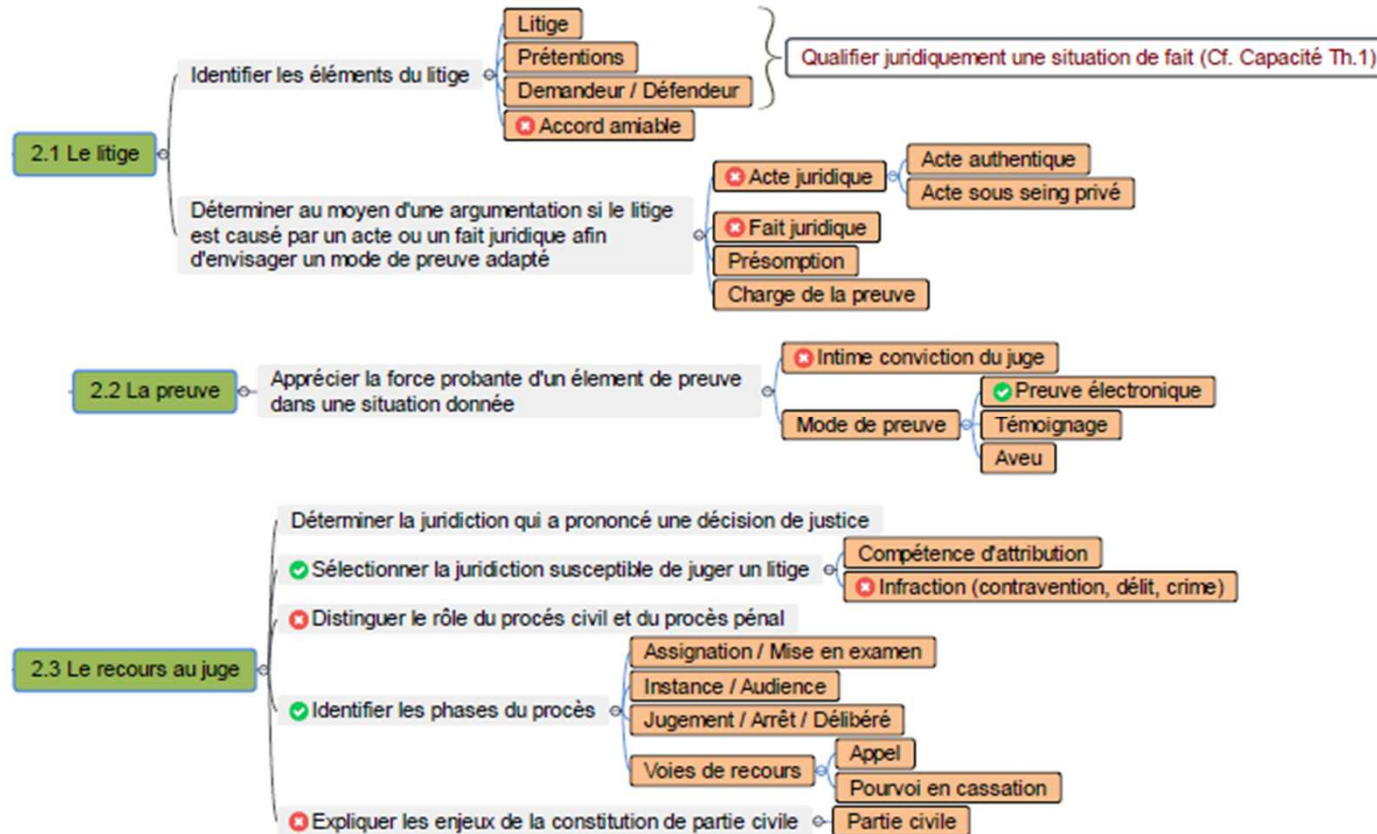 2.1 Le litige
Identifier les éléments du litige
Litige
Prétentions
Demandeur / Défendeur
Accord amiable
Qualifier juridiquement une situation de fait (Cf. Capacité Th.1)
Déterminer au moyen d'une argumentation si le litige
est causé par un acte ou un fait juridique afin
d'envisager un mode de preuve adapté
Acte juridique
Acte authentique
Acte sous seing privé
Fait juridique
Présomption
Charge de la preuve
2.2 La preuve
Apprécier la force probante d'un élement de preuve
dans une situation donnée
Intime conviction du juge
Mode de preuve
Preuve électronique
Témoignage
Aveu
2.3 Le recours au juge
Déterminer la juridiction qui a prononcé une décision de justice
Sélectionner la juridiction susceptible de juger un litige
Compétence d'attribution
Infraction (contravention, délit, crime)
Distinguer le rôle du procés civil et du procès pénal
Identifier les phases du procès
Assignation / Mise en examen
Instance / Audience
Jugement / Arrêt / Délibéré
Voies de recours
Appel
Pourvoi en cassation
Expliquer les enjeux de la constitution de partie civile
Partie civile